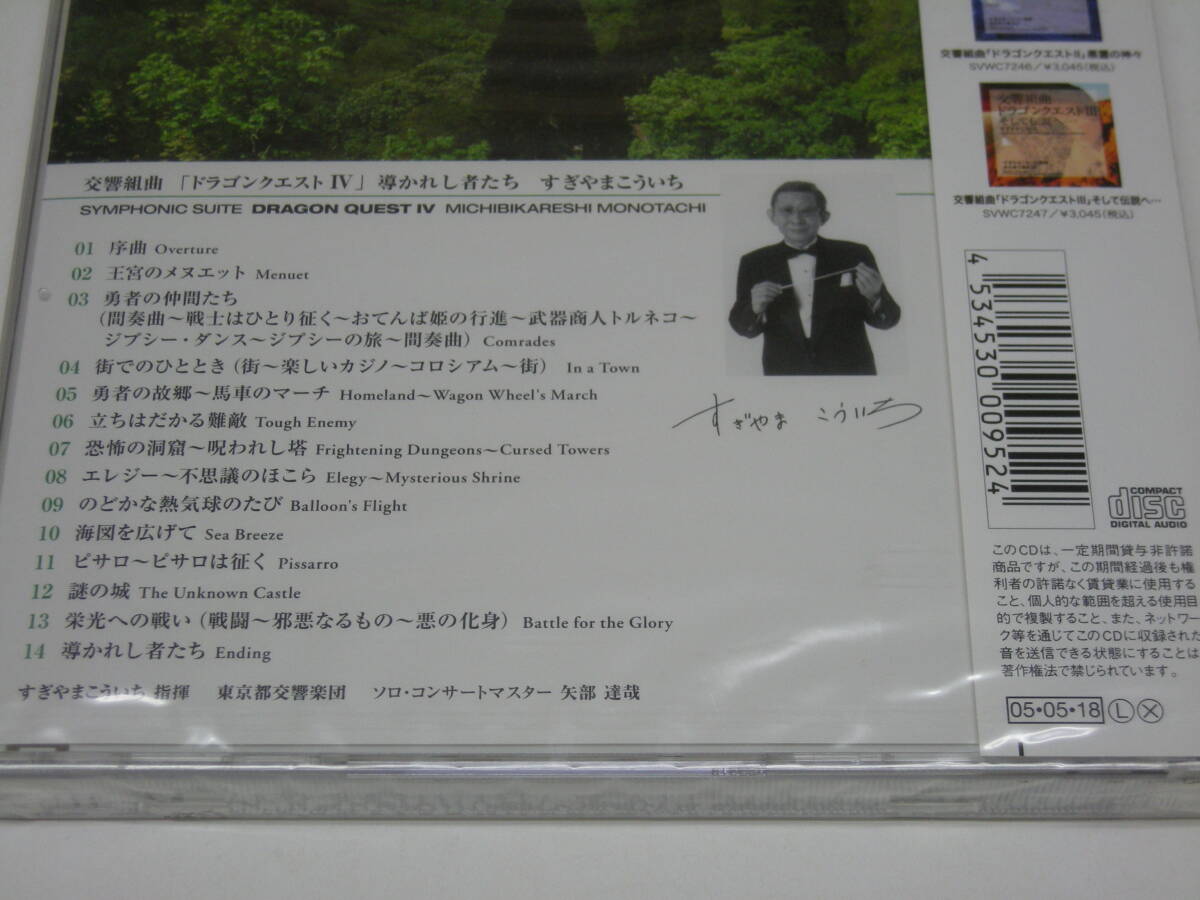 交響組曲「ドラゴンクエストII」悪霊の神々
SVWC7246/¥3,045(税込)
交響組曲
ドラゴンクエストIII
交響組曲「ドラゴンクエストIII」そして伝説へ…
SVWC7247/¥3,045(税込)
交響組曲「ドラゴンクエスト IV」導かれし者たち すぎやまこういち
SYMPHONIC SUITE DRAGON QUEST IV MICHIBIKARESHI MONOTACHI
01 序曲 Overture
02 王宮のメヌエット Menuet
03 勇者の仲間たち
(間奏曲〜戦士はひとり征く〜おてんば姫の行進〜武器商人トルネコ〜
ジプシー・ダンス〜ジプシーの旅〜間奏曲) Comrades
04 街でのひととき(街〜楽しいカジノ〜コロシアム〜街) In a Town
05 勇者の故郷〜馬車のマーチ Homeland〜Wagon Wheel's March
06 立ちはだかる難敵 Tough Enemy
07 恐怖の洞窟〜呪われし塔 Frightening Dungeons〜Cursed Towers
08 エレジー〜不思議のほこら Elegy〜Mysterious Shrine
09 のどかな熱気球のたび Balloon's Flight
10 海図を広げて Sea Breeze
11 ピサロ〜ピサロは征く Pissarro
12 謎の城 The Unknown Castle
13 栄光への戦い(戦闘〜邪悪なるもの〜悪の化身) Battle for the Glory
14 導かれし者たち Ending
すぎやまこういち 指揮 東京都交響楽団 ソロ・コンサートマスター 矢部 達哉
すぎやま こういち
4 534530 009524
COMPACT
disc
DIGITAL AUDIO
このCDは、一定期間貸与非許諾
商品ですが、この期間経過後も権
利者の許諾なく賃貸業に使用する
こと、個人的な範囲を超える使用目
的で複製すること、また、ネットワー
ク等を通じてこのCDに収録された
音を送信できる状態にすることは
著作権法で禁じられています。
05・05・18 Ⓛ Ⓧ